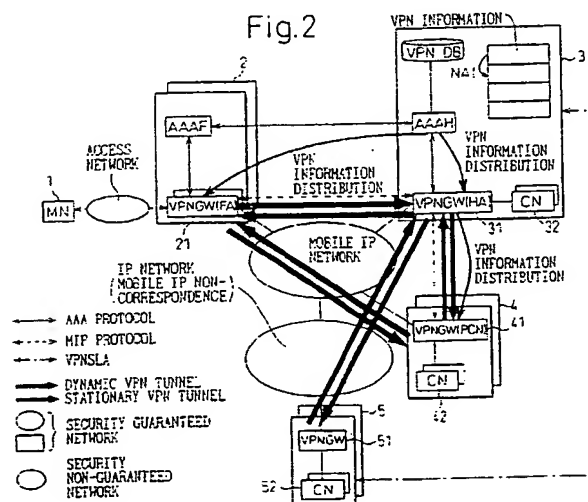 Fig.2
VPN INFORMATION
VPN DB
NAI
3
2
AAAF
AAAH
VPN
INFORMATION
DISTRIBUTION
VPN
INFORMATION
DISTRIBUTION
ACCESS
NETWORK
1
MN
VPNGW(FA)
21
VPNGW(HA)
31
CN
32
MOBILE IP
NETWORK
VPN
INFORMATION
DISTRIBUTION
IP NETWORK
(MOBILE IP NON-
CORRESPONDENCE)
4
VPNGW(PCN)
41
CN
42
AAA PROTOCOL
MIP PROTOCOL
VPNSLA
DYNAMIC VPN TUNNEL
STATIONARY VPN TUNNEL
SECURITY GUARANTEED
NETWORK
SECURITY
NON-GUARANTEED
NETWORK
5
VPNGW
51
52
CN